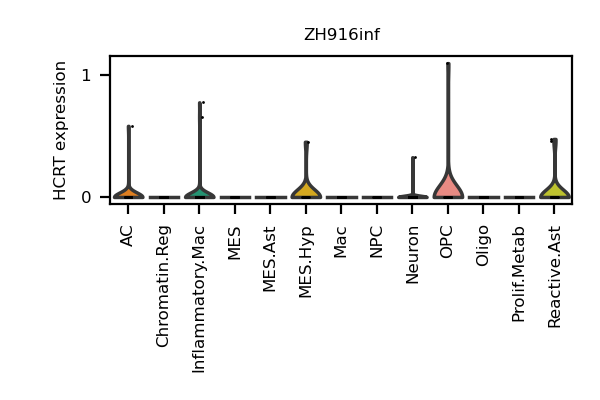 ZH916inf
HCRT expression
1
0
AC
Chromatin.Reg
Inflammatory.Mac
MES
MES.Ast
MES.Hyp
Mac
NPC
Neuron
OPC
Oligo
Prolif.Metab
Reactive.Ast